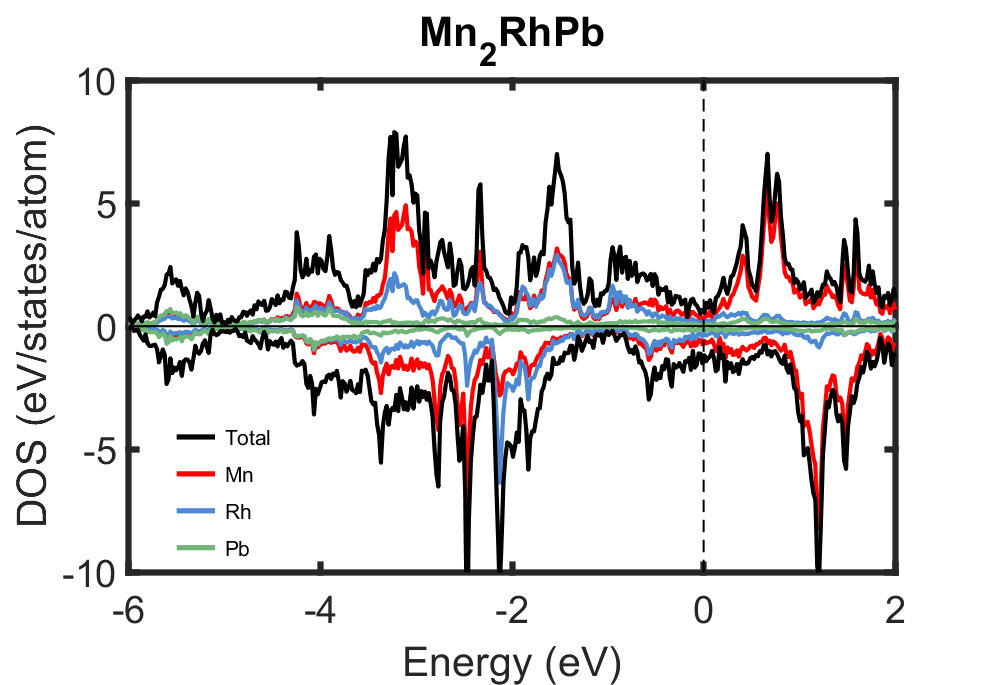 Mn₂RhPb
DOS (eV/states/atom)
10
5
0
-5
-10
Total
Mn
Rh
Pb
-6 -4 -2 0 2
Energy (eV)